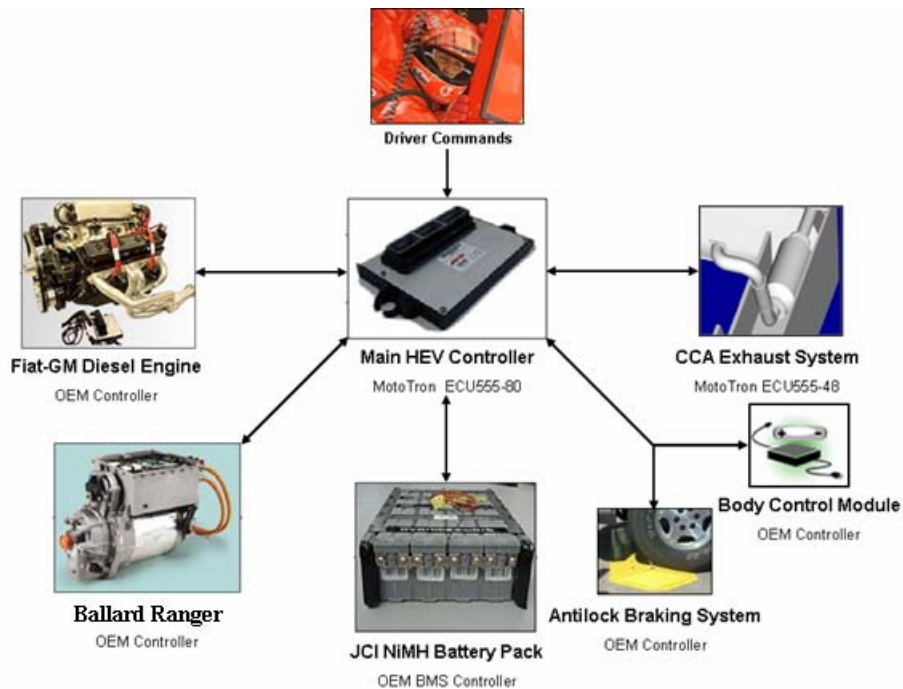 Driver Commands
Fiat-GM Diesel Engine
OEM Controller
Main HEV Controller
MotoTron ECU555-80
CCA Exhaust System
MotoTron ECU555-48
Body Control Module
OEM Controller
Ballard Ranger
OEM Controller
JCI NiMH Battery Pack
OEM BMS Controller
Antilock Braking System
OEM Controller